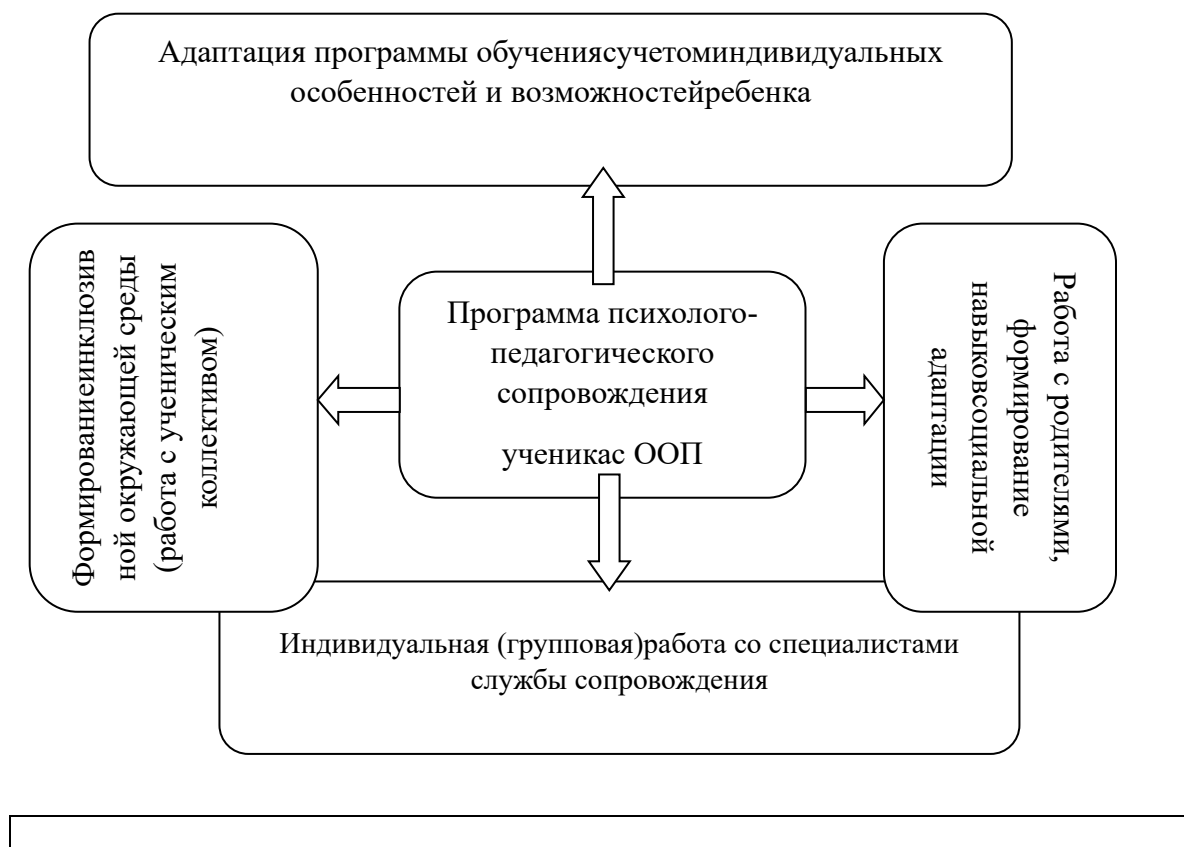 Адаптация программы обучениясучетоминдивидуальных
особенностей и возможностейребенка
Формированиеинклюзив
ной окружающей среды
(работа с ученическим
коллективом)
Программа психолого-
педагогического
сопровождения
ученикас ООП
Работа с родителями,
формирование
навыковсоциальной
адаптации
Индивидуальная (групповая)работа со специалистами
службы сопровождения